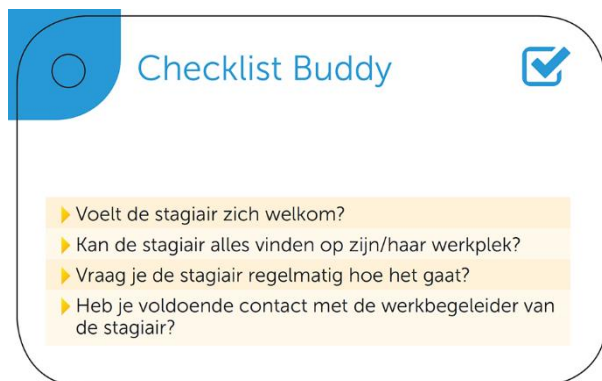 Checklist Buddy
Voelt de stagiair zich welkom?
Kan de stagiair alles vinden op zijn/haar werkplek?
Vraag je de stagiair regelmatig hoe het gaat?
Heb je voldoende contact met de werkbegeleider van
de stagiair?